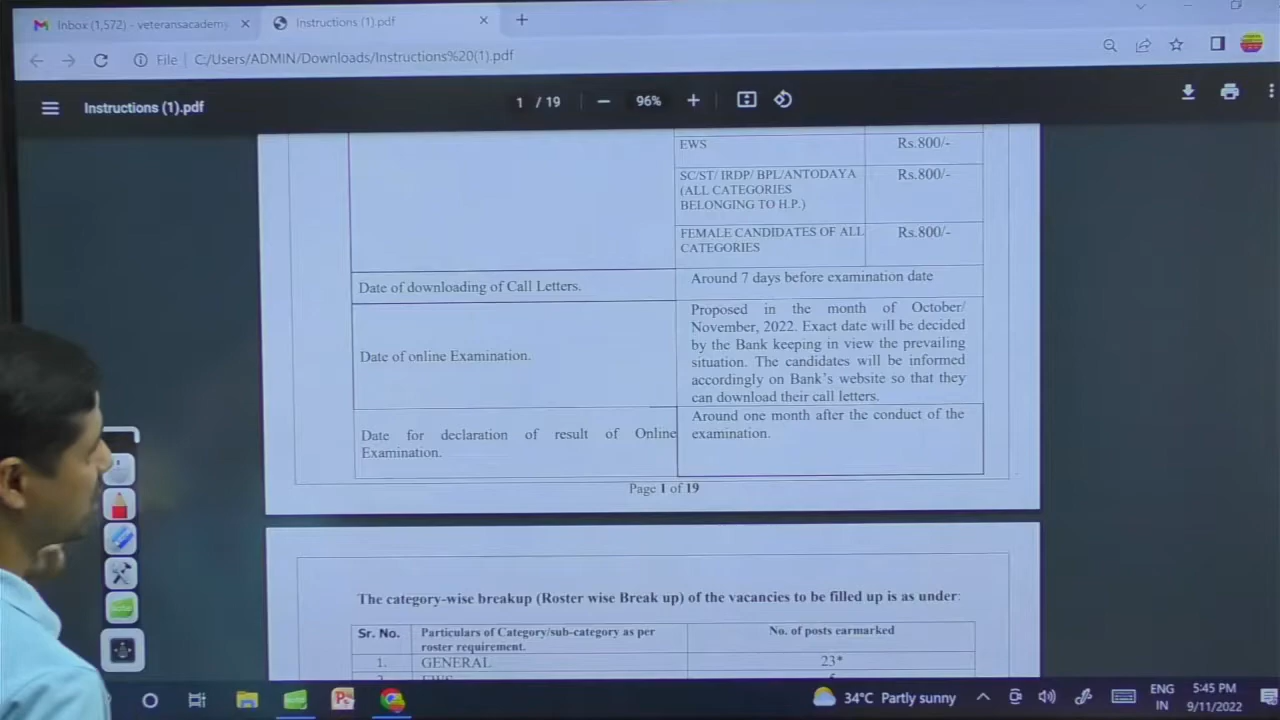 Inbox (1,572) - veteransacademy
Instructions (1).pdf
File
C:/Users/ADMIN/Downloads/Instructions%20(1).pdf
Instructions (1).pdf
1 / 19
96%
EWS
Rs.800/-
SC/ST/ IRDP/ BPL/ANTODAYA
(ALL CATEGORIES
BELONGING TO H.P.)
Rs.800/-
FEMALE CANDIDATES OF ALL
CATEGORIES
Rs.800/-
Date of downloading of Call Letters.
Around 7 days before examination date
Date of online Examination.
Proposed in the month of October/
November, 2022. Exact date will be decided
by the Bank keeping in view the prevailing
situation. The candidates will be informed
accordingly on Bank's website so that they
can download their call letters.
Date for declaration of result of Online
Examination.
Around one month after the conduct of the
examination.
Page 1 of 19
The category-wise breakup (Roster wise Break up) of the vacancies to be filled up is as under:
Sr. No.
Particulars of Category/sub-category as per
roster requirement.
No. of posts earmarked
1.
GENERAL
23*
34°C Partly sunny
ENG
IN
5:45 PM
9/11/2022